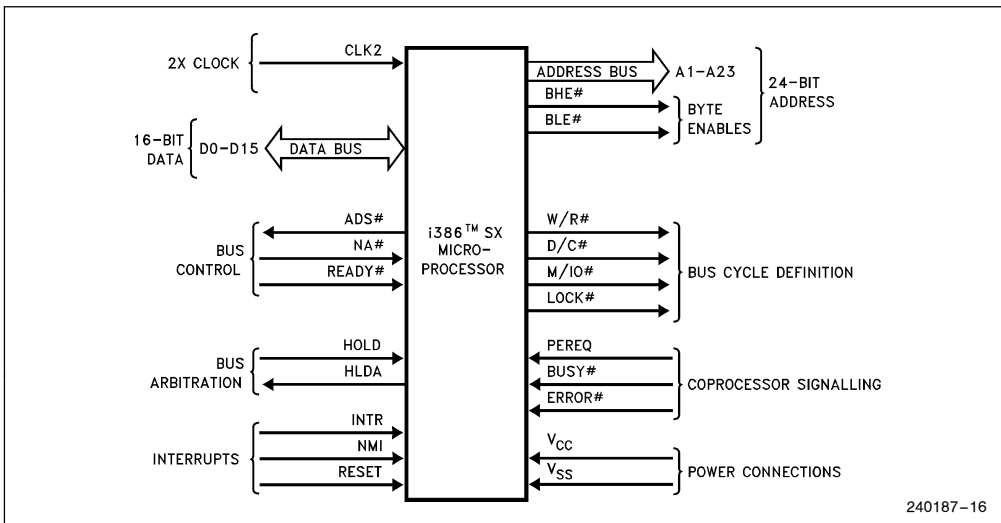 2X CLOCK
CLK2
16-BIT
DATA
D0-D15
DATA BUS
BUS
CONTROL
ADS#
NA#
READY#
BUS
ARBITRATION
HOLD
HLDA
INTERRUPTS
INTR
NMI
RESET
i386™ SX
MICRO-
PROCESSOR
ADDRESS BUS
A1-A23
BHE#
BLE#
BYTE
ENABLES
24-BIT
ADDRESS
W/R#
D/C#
M/IO#
LOCK#
BUS CYCLE DEFINITION
PEREQ
BUSY#
ERROR#
COPROCESSOR SIGNALLING
VCC
VSS
POWER CONNECTIONS
240187-16